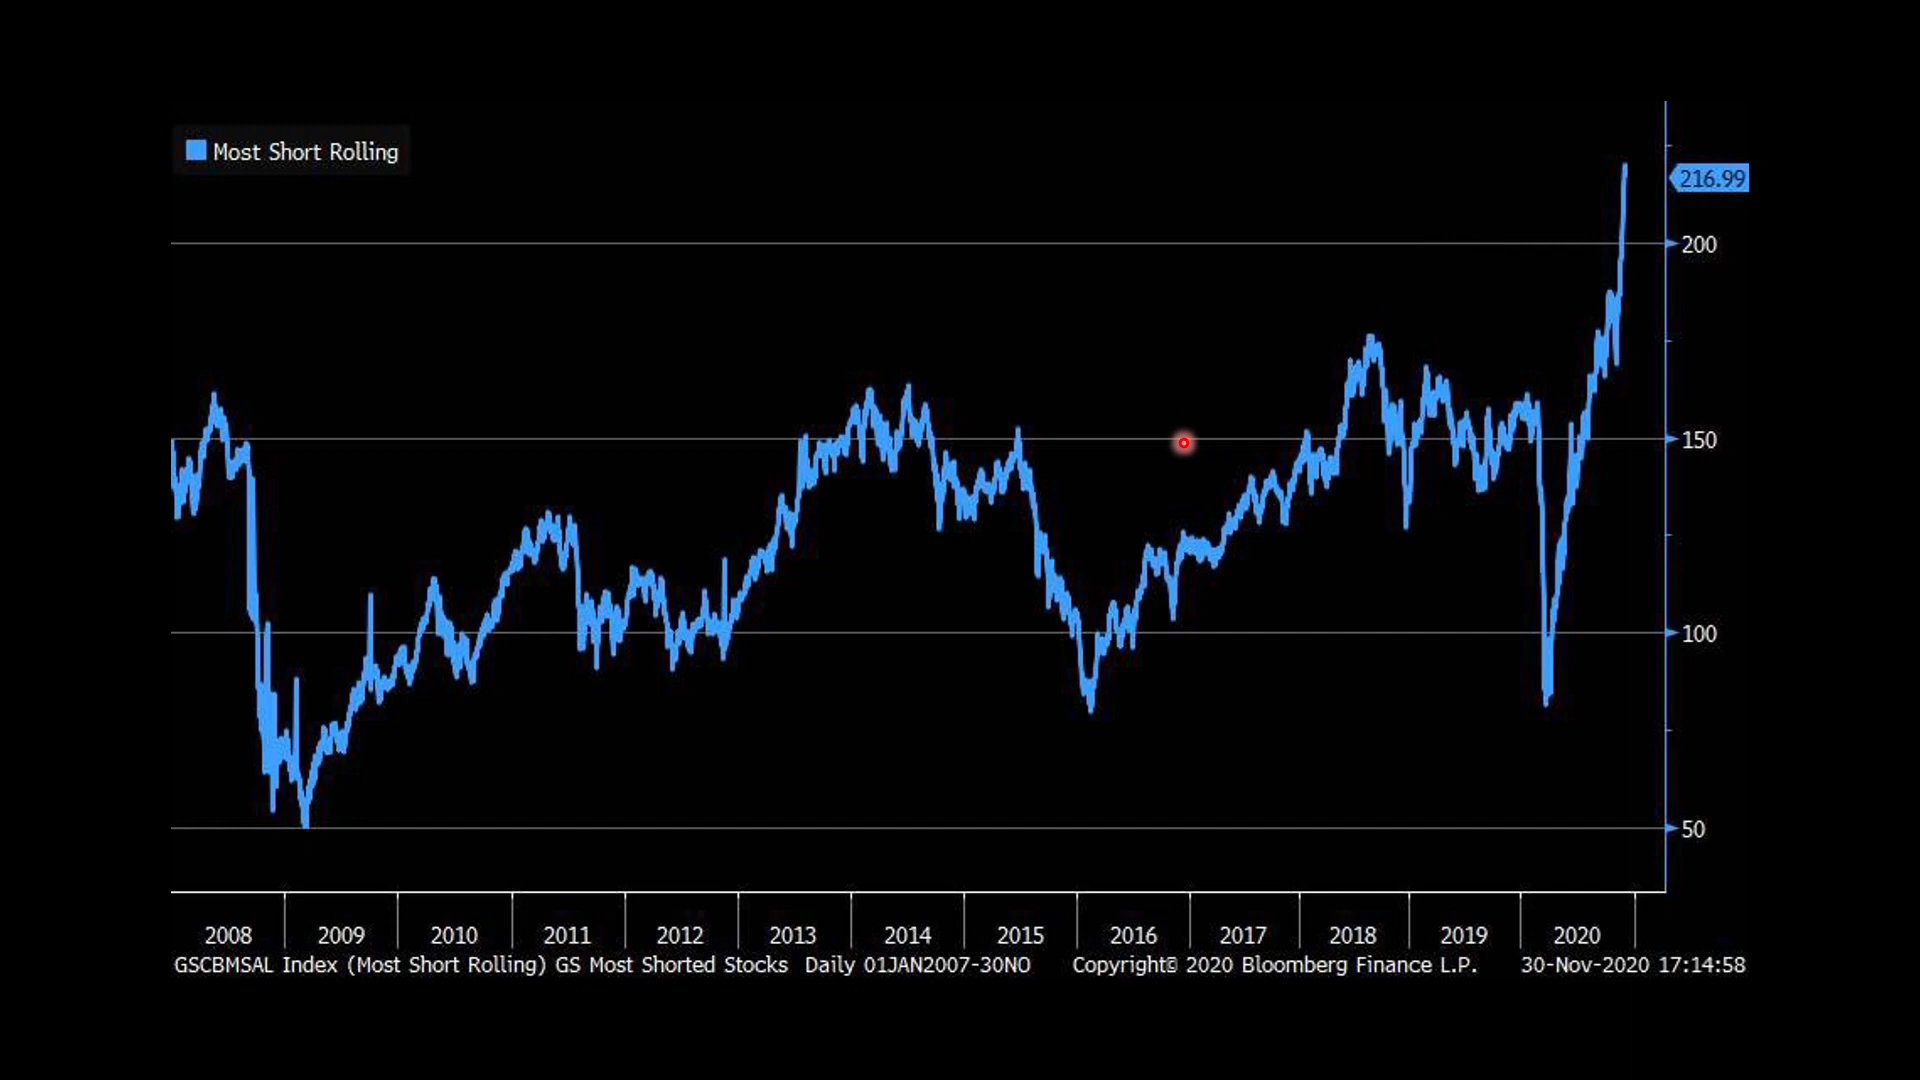 Most Short Rolling
216.99
200
150
100
50
2008 2009 2010 2011 2012 2013 2014 2015 2016 2017 2018 2019 2020
GSCBMSAL Index (Most Short Rolling) GS Most Shorted Stocks Daily 01JAN2007-30NO Copyright© 2020 Bloomberg Finance L.P. 30-Nov-2020 17:14:58